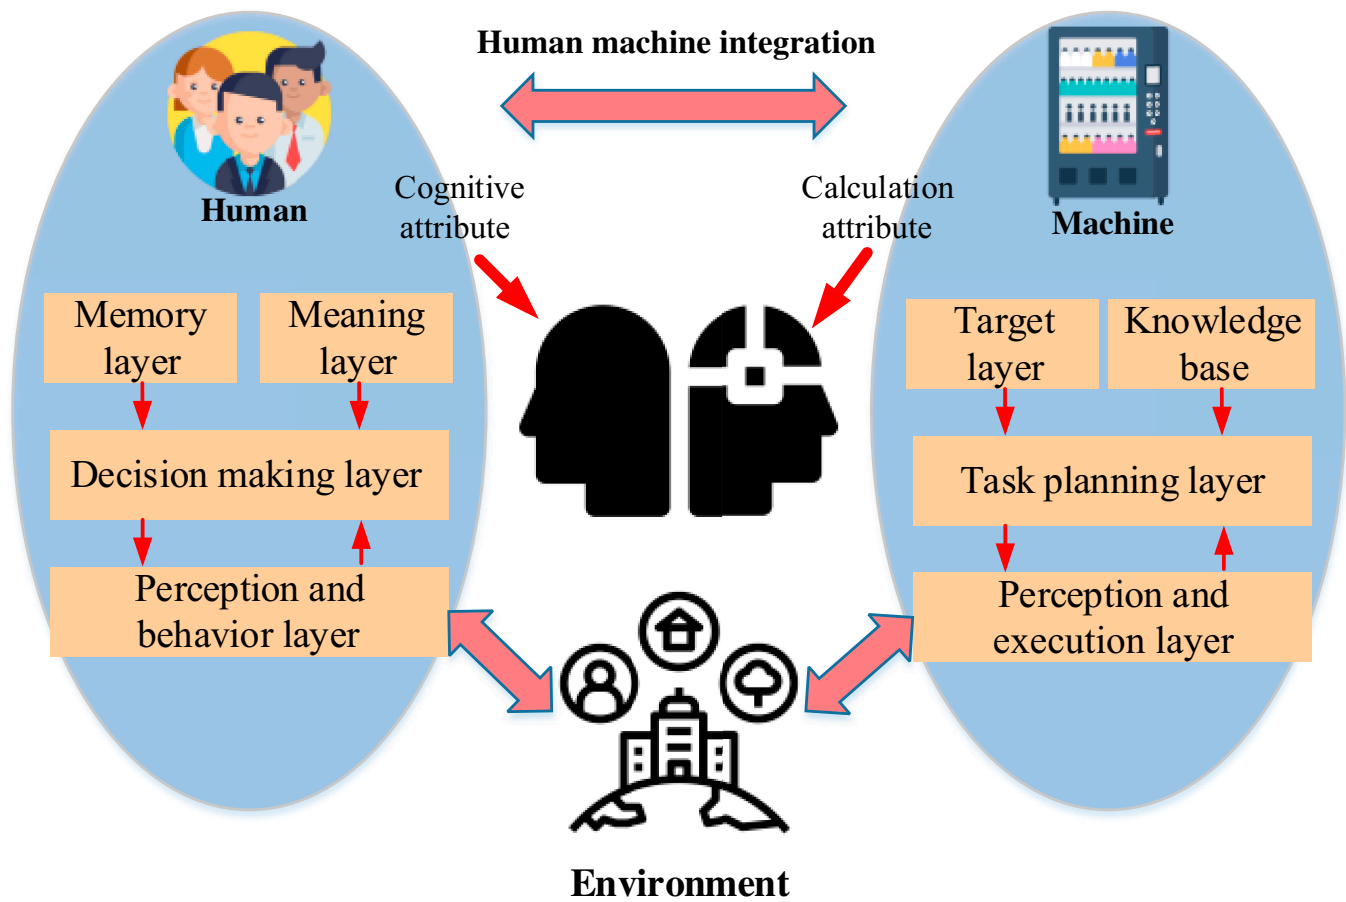 Human machine integration
Human
Machine
Cognitive
attribute
Calculation
attribute
Memory
layer
Meaning
layer
Decision making layer
Perception and
behavior layer
Target
layer
Knowledge
base
Task planning layer
Perception and
execution layer
Environment